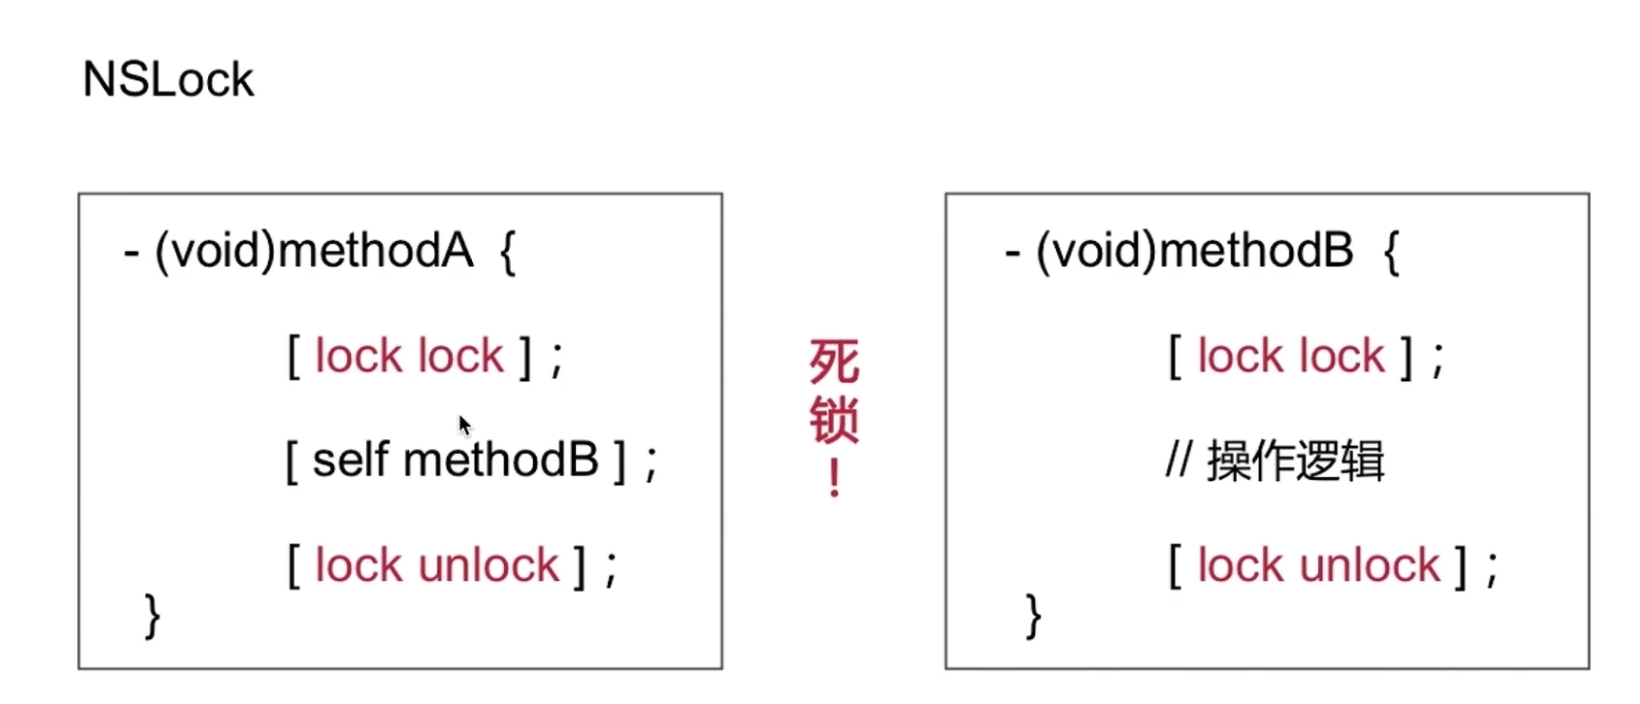 NSLock
- (void)methodA {
[ lock lock ] ;
[ self methodB ] ;
[ lock unlock ] ;
}
死锁！
- (void)methodB {
[ lock lock ] ;
// 操作逻辑
[ lock unlock ] ;
}